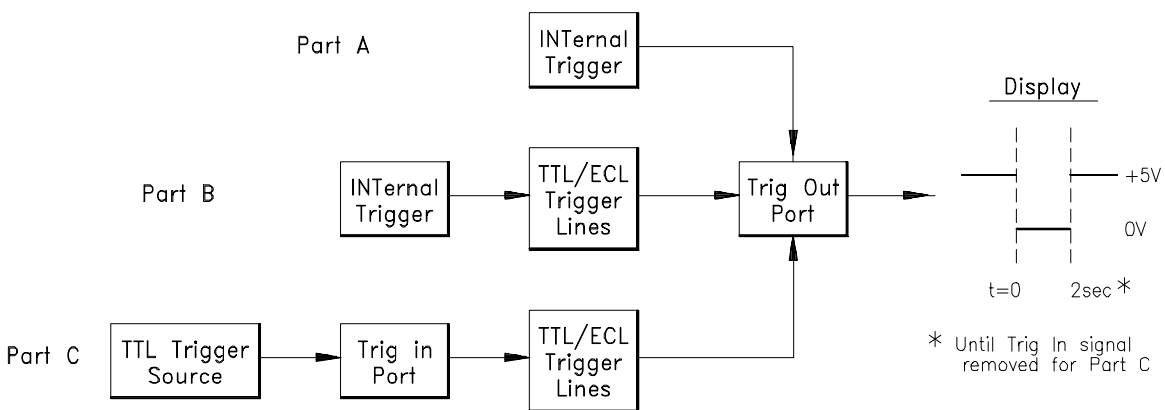 Part A
INTernal
Trigger
Display
Part B
INTernal
Trigger
TTL/ECL
Trigger
Lines
Trig Out
Port
+5V
0V
t=0
2sec *
Part C
TTL Trigger
Source
Trig in
Port
TTL/ECL
Trigger
Lines
* Until Trig In signal
removed for Part C